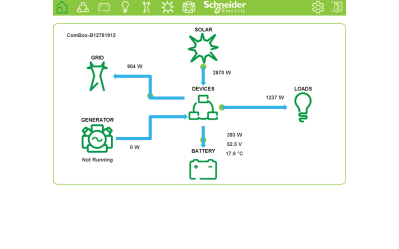 Schneider
Electric
ComBox-B12761912
SOLAR
GRID
904 W
2870 W
DEVICES
LOADS
1237 W
GENERATOR
0 W
Not Running
393 W
BATTERY
52.5 V
17.0 °C